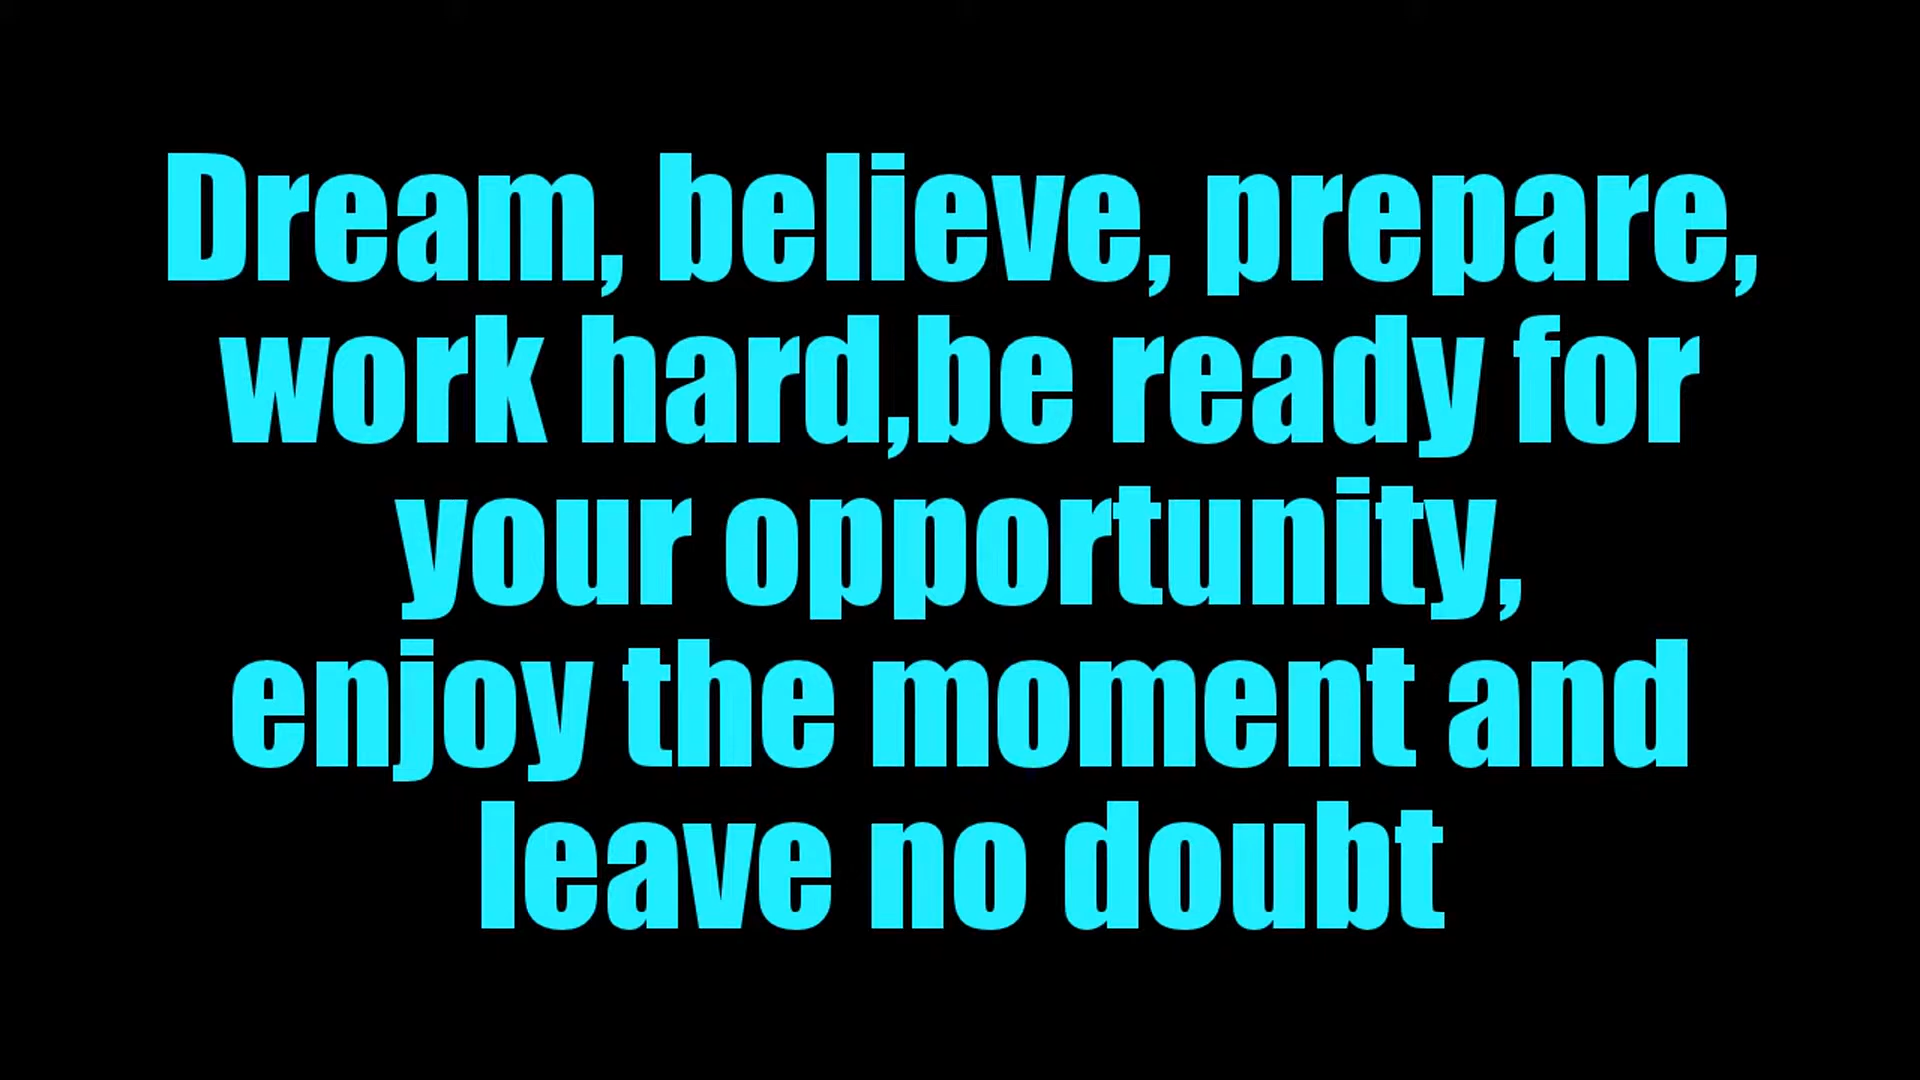 Dream, believe, prepare,
work hard,be ready for
your opportunity,
enjoy the moment and
leave no doubt